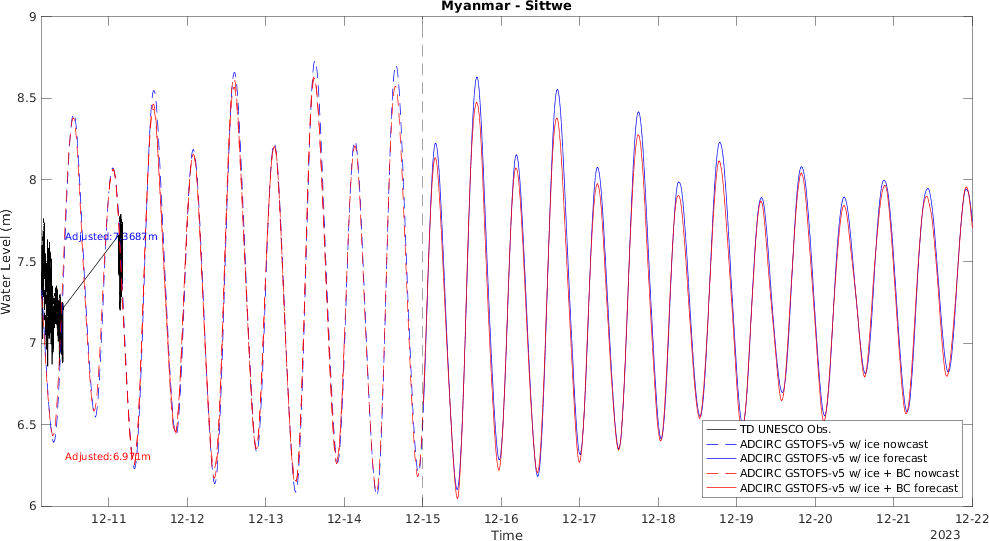 Myanmar - Sittwe
9
8.5
8
7.5
7
6.5
6
Water Level (m)
Adjusted:7.3687m
Adjusted:6.971m
TD UNESCO Obs.
ADCIRC GSTOFS-v5 w/ ice nowcast
ADCIRC GSTOFS-v5 w/ ice forecast
ADCIRC GSTOFS-v5 w/ ice + BC nowcast
ADCIRC GSTOFS-v5 w/ ice + BC forecast
12-11 12-12 12-13 12-14 12-15 12-16 12-17 12-18 12-19 12-20 12-21 12-22
Time
2023